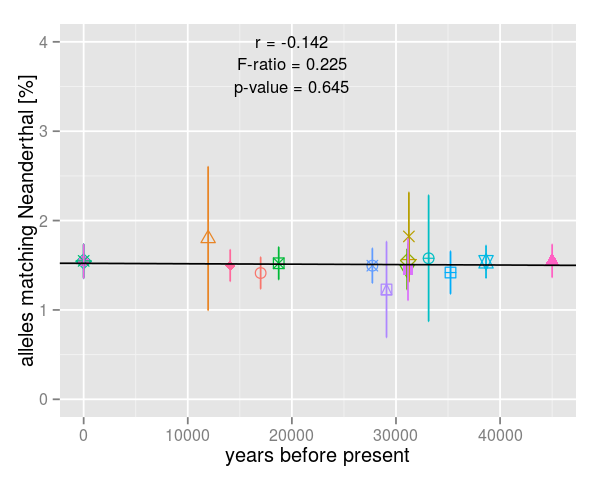 r = -0.142
F-ratio = 0.225
p-value = 0.645
alleles matching Neanderthal [%]
4
3
2
1
0
0 10000 20000 30000 40000
years before present